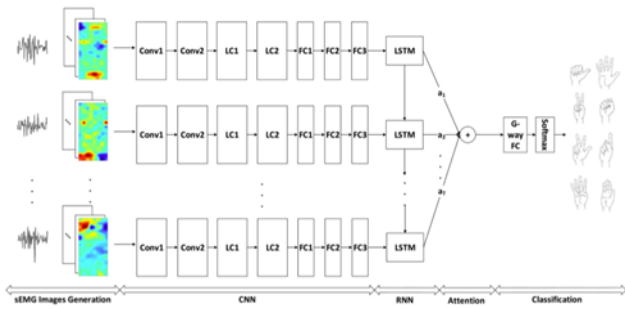 Conv1 Conv2 LC1 LC2 FC1 FC2 FC3 LSTM
a1
Conv1 Conv2 LC1 LC2 FC1 FC2 FC3 LSTM at + G-way FC Softmax
aT
Conv1 Conv2 LC1 LC2 FC1 FC2 FC3 LSTM
sEMG Images Generation CNN RNN Attention Classification